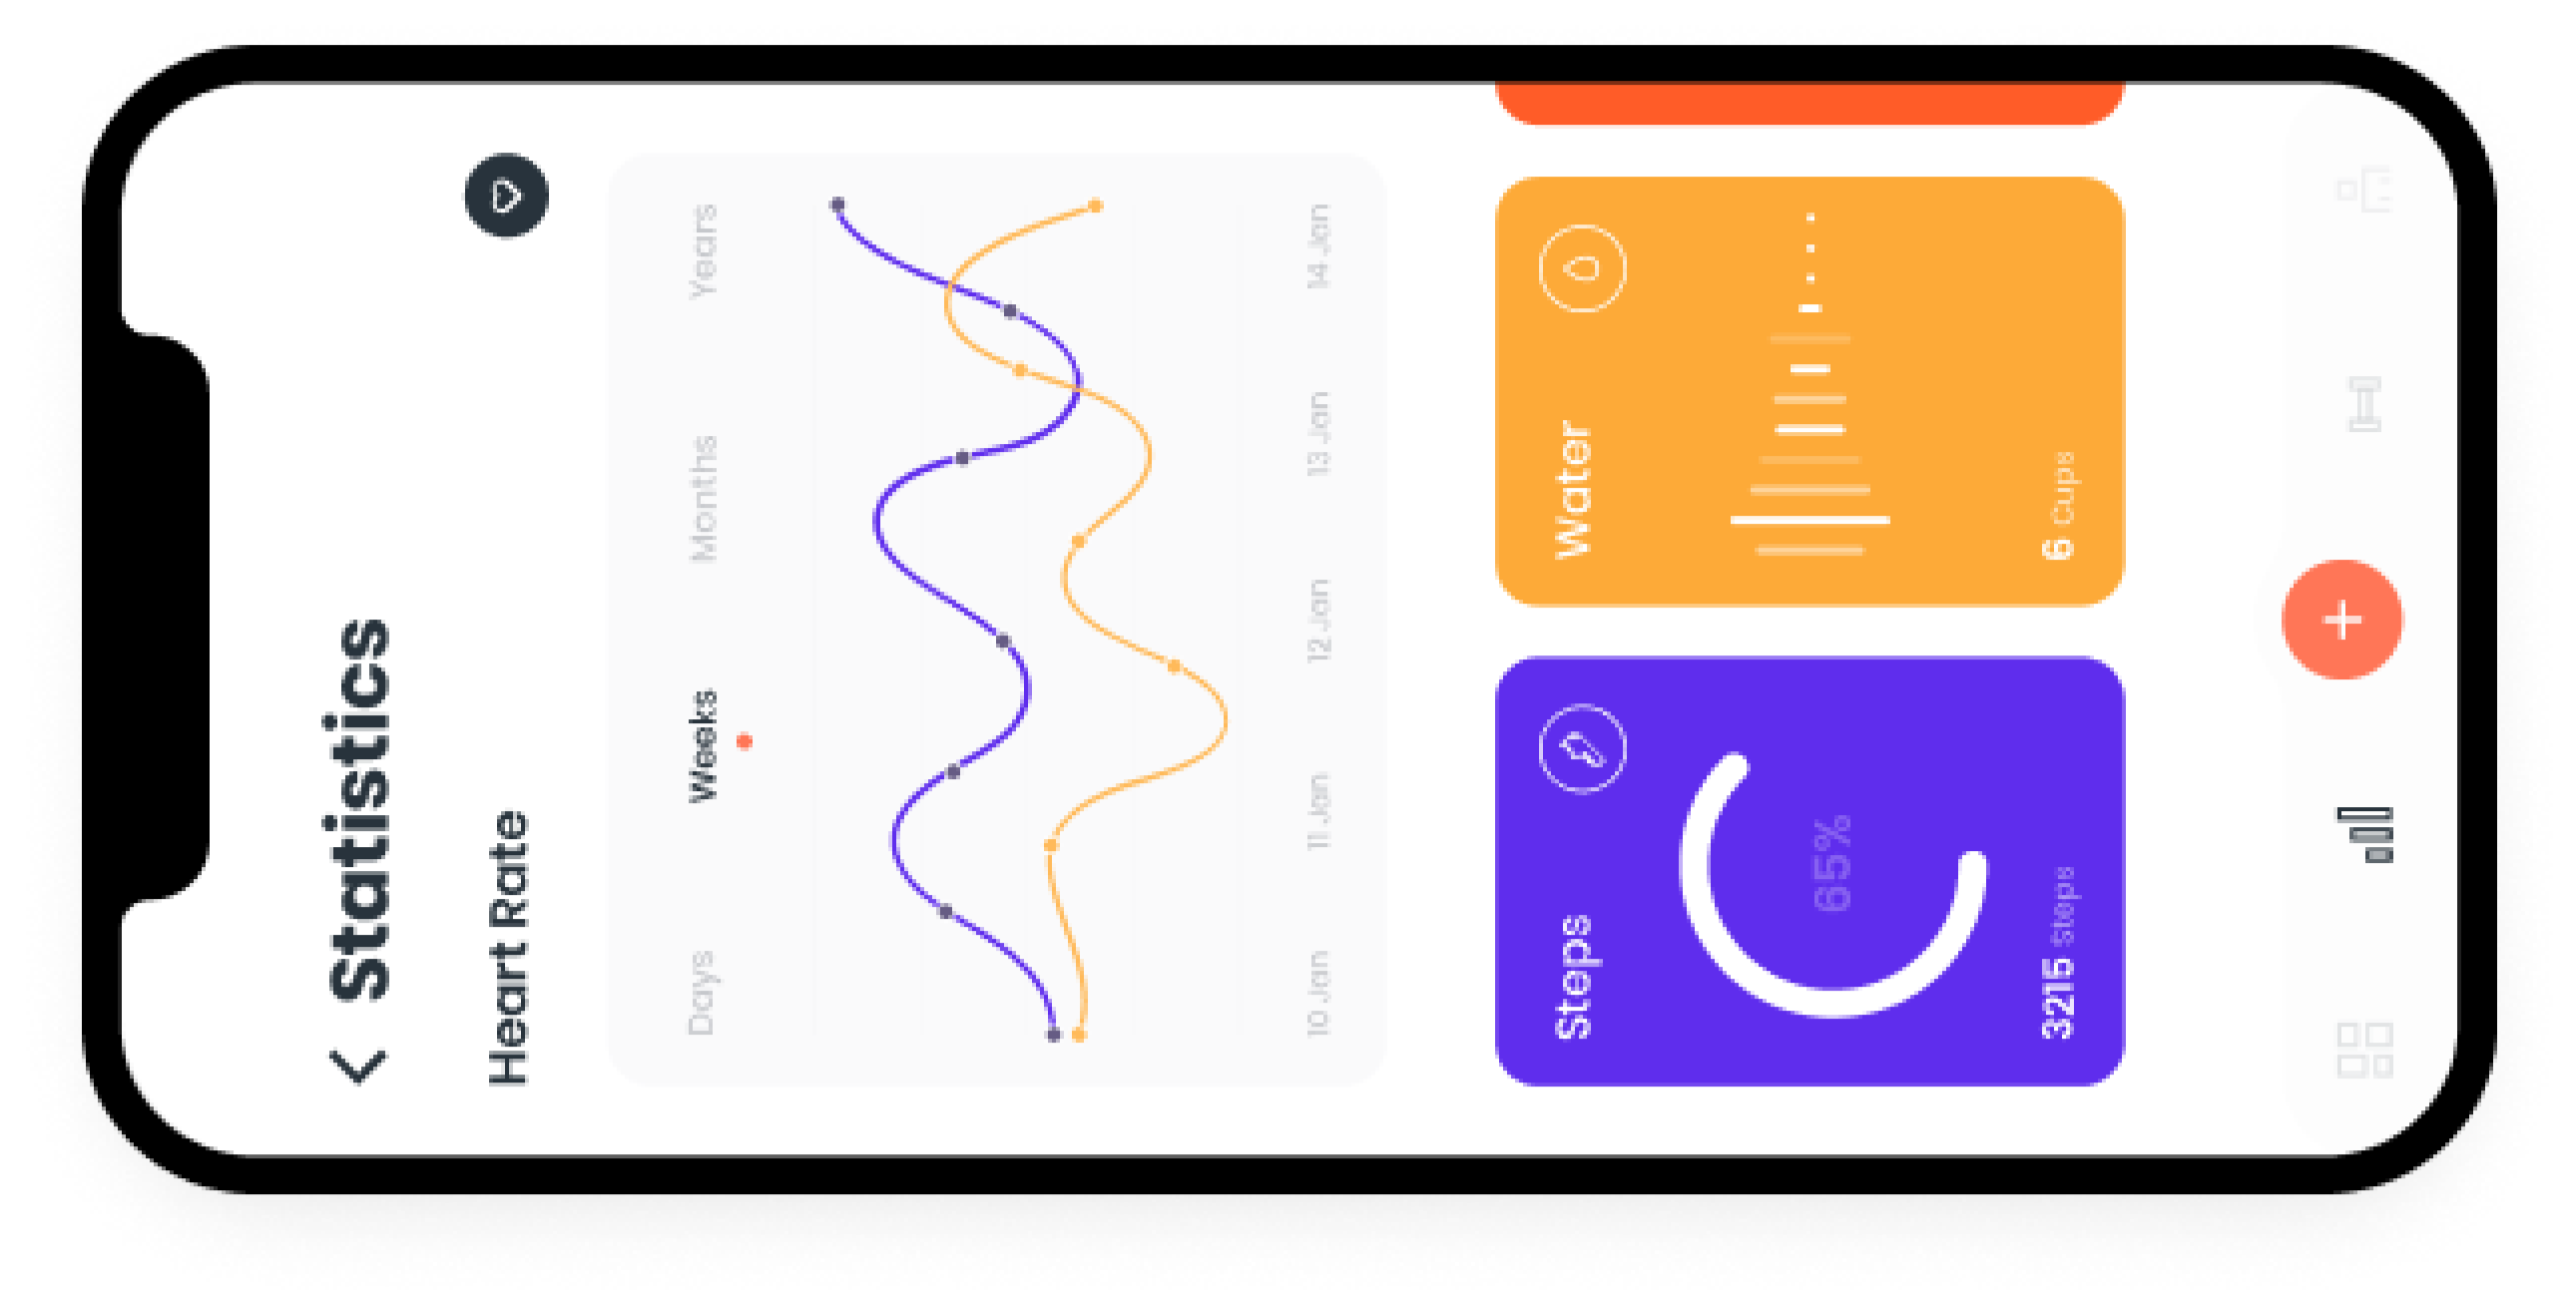 Statistics
Heart Rate
Days Weeks Months Years
10 Jan 11 Jan 12 Jan 13 Jan 14 Jan
Steps
65%
3215 Steps
Water
6 Cups